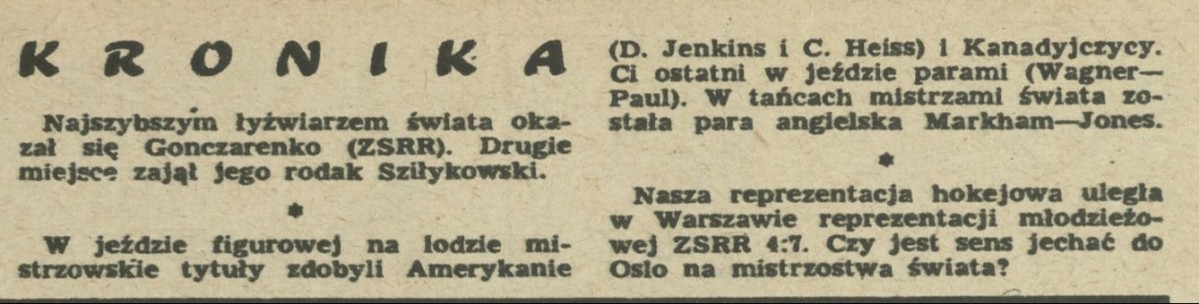 KRONIKA
Najszybszym łyżwiarzem świata oka-
zał się Gonczarenko (ZSRR). Drugie
miejsce zajął jego rodak Sziłykowski.
*
W jeździe figurowej na lodzie mi-
strzowskie tytuły zdobyli Amerykanie
(D. Jenkins i C. Heiss) i Kanadyjczycy.
Ci ostatni w jeździe parami (Wagner—
Paul). W tańcach mistrzami świata zo-
stała para angielska Markham—Jones.
*
Nasza reprezentacja hokejowa uległa
w Warszawie reprezentacji młodzieżo-
wej ZSRR 4:7. Czy jest sens jechać do
Oslo na mistrzostwa świata?